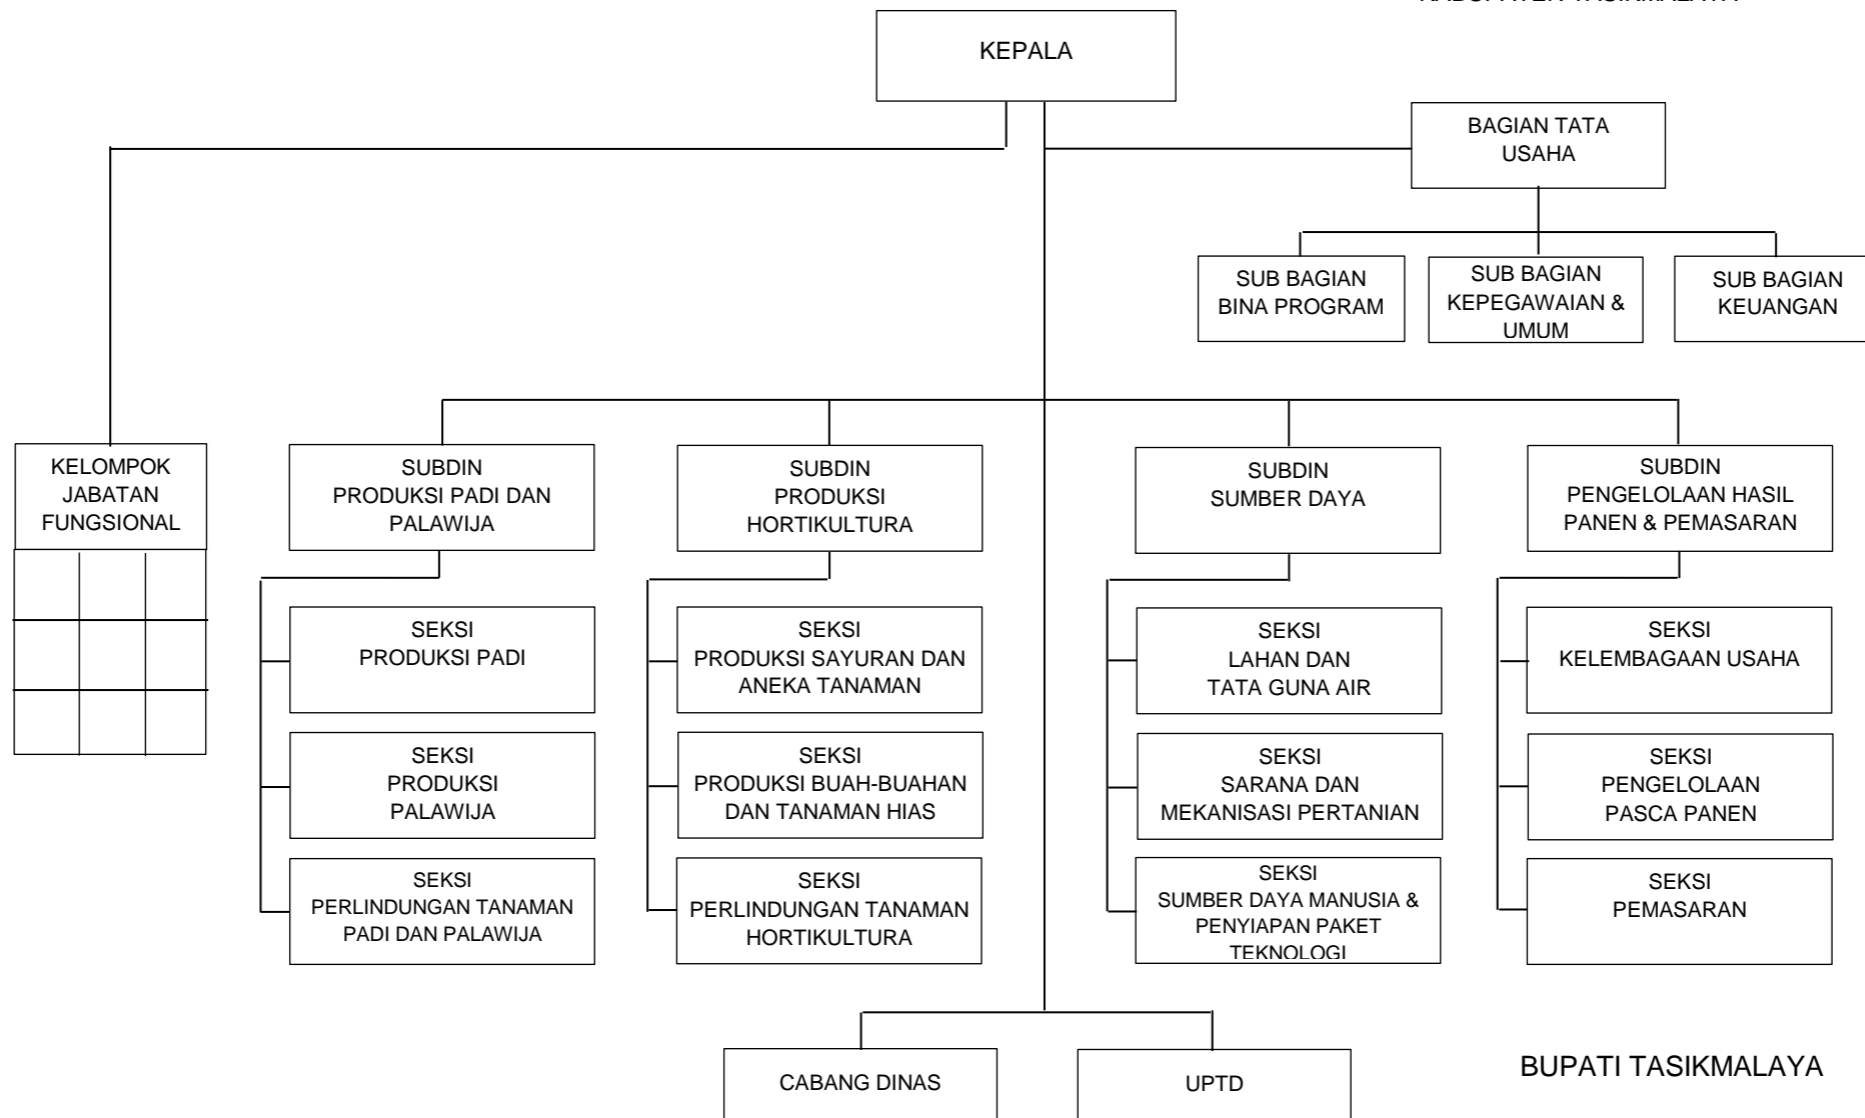 KEPALA
BAGIAN TATA
USAHA
SUB BAGIAN
BINA PROGRAM
SUB BAGIAN
KEPEGAWAIAN &
UMUM
SUB BAGIAN
KEUANGAN
KELOMPOK
JABATAN
FUNGSIONAL
SUBDIN
PRODUKSI PADI DAN
PALAWIJA
SUBDIN
PRODUKSI
HORTIKULTURA
SUBDIN
SUMBER DAYA
SUBDIN
PENGELOLAAN HASIL
PANEN & PEMASARAN
SEKSI
PRODUKSI PADI
SEKSI
PRODUKSI SAYURAN DAN
ANEKA TANAMAN
SEKSI
LAHAN DAN
TATA GUNA AIR
SEKSI
KELEMBAGAAN USAHA
SEKSI
PRODUKSI
PALAWIJA
SEKSI
PRODUKSI BUAH-BUAHAN
DAN TANAMAN HIAS
SEKSI
SARANA DAN
MEKANISASI PERTANIAN
SEKSI
PENGELOLAAN
PASCA PANEN
SEKSI
PERLINDUNGAN TANAMAN
PADI DAN PALAWIJA
SEKSI
PERLINDUNGAN TANAMAN
HORTIKULTURA
SEKSI
SUMBER DAYA MANUSIA &
PENYIAPAN PAKET
TEKNOLOGI
SEKSI
PEMASARAN
CABANG DINAS
UPTD
BUPATI TASIKMALAYA